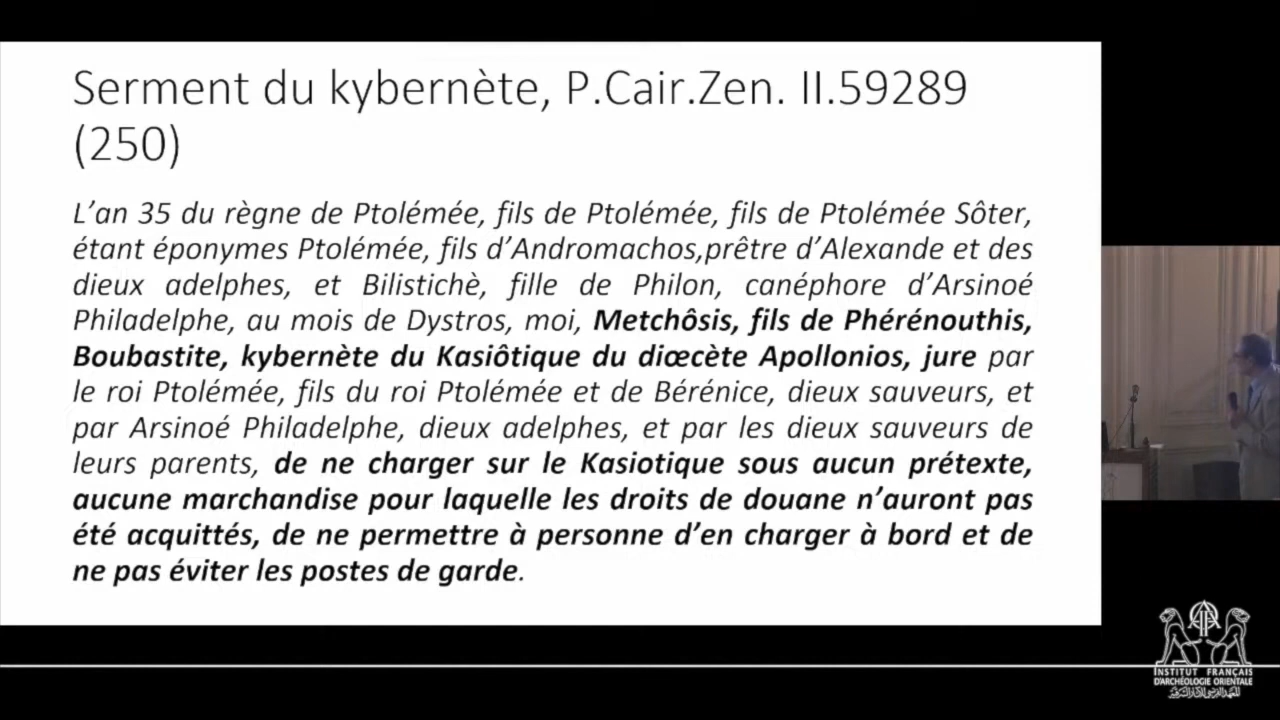 Serment du kybernète, P.Cair.Zen. II.59289
(250)
L’an 35 du règne de Ptolémée, fils de Ptolémée, fils de Ptolémée Sôter,
étant éponymes Ptolémée, fils d’Andromachos,prêtre d’Alexande et des
dieux adelphes, et Bilistichè, fille de Philon, canéphore d’Arsinoé
Philadelphe, au mois de Dystros, moi, Metchôsis, fils de Phérénouthis,
Boubastite, kybernète du Kasiôtique du diœcète Apollonios, jure par
le roi Ptolémée, fils du roi Ptolémée et de Bérénice, dieux sauveurs, et
par Arsinoé Philadelphe, dieux adelphes, et par les dieux sauveurs de
leurs parents, de ne charger sur le Kasiotique sous aucun prétexte,
aucune marchandise pour laquelle les droits de douane n’auront pas
été acquittés, de ne permettre à personne d’en charger à bord et de
ne pas éviter les postes de garde.
INSTITUT FRANÇAIS
D’ARCHÉOLOGIE ORIENTALE